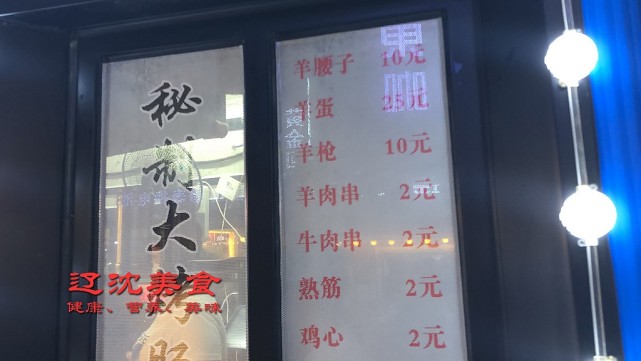 秘制大
羊腰子 10元
羊蛋 25元
羊枪 10元
羊肉串 2元
牛肉串 2元
熟筋 2元
鸡心 2元
辽沈美食
健康、营养、美味